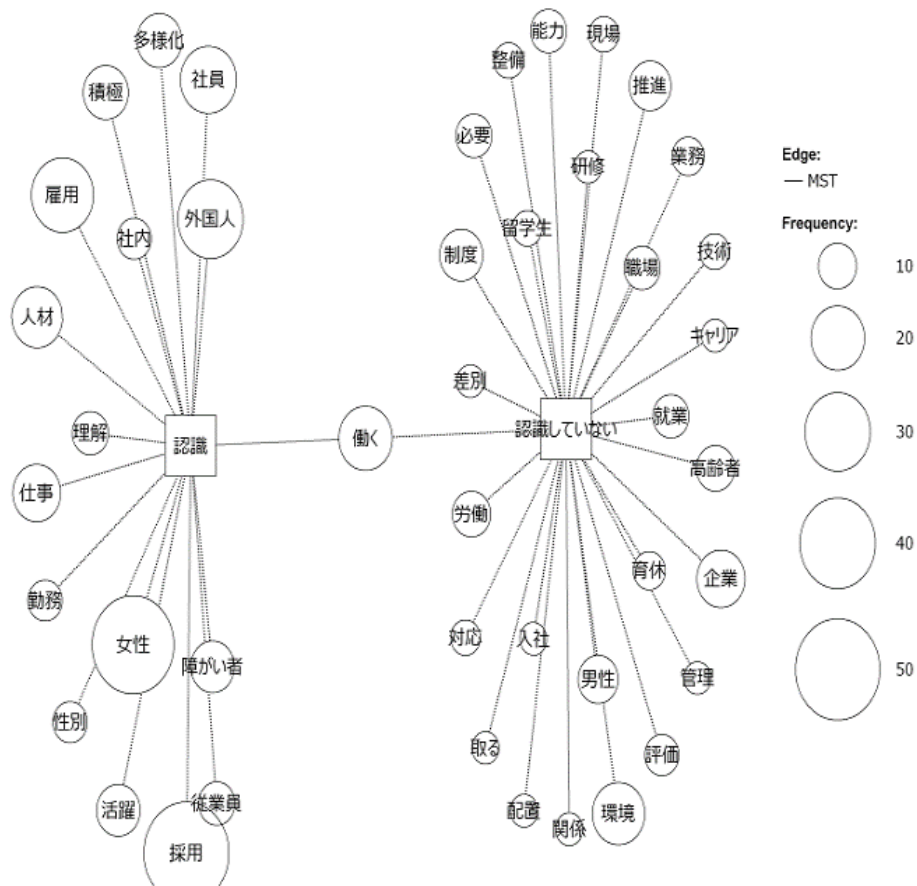 多様化
社員
積極
雇用
外国人
社内
人材
理解
認識
仕事
勤務
女性
障がい者
性別
活躍
従業員
採用
働く
能力
現場
整備
推進
必要
研修
業務
留学生
制度
職場
技術
キャリア
差別
就業
認識していない
高齢者
労働
育休
企業
対応
入社
男性
管理
取る
評価
配置
関係
環境
Edge:
— MST
Frequency:
10
20
30
40
50